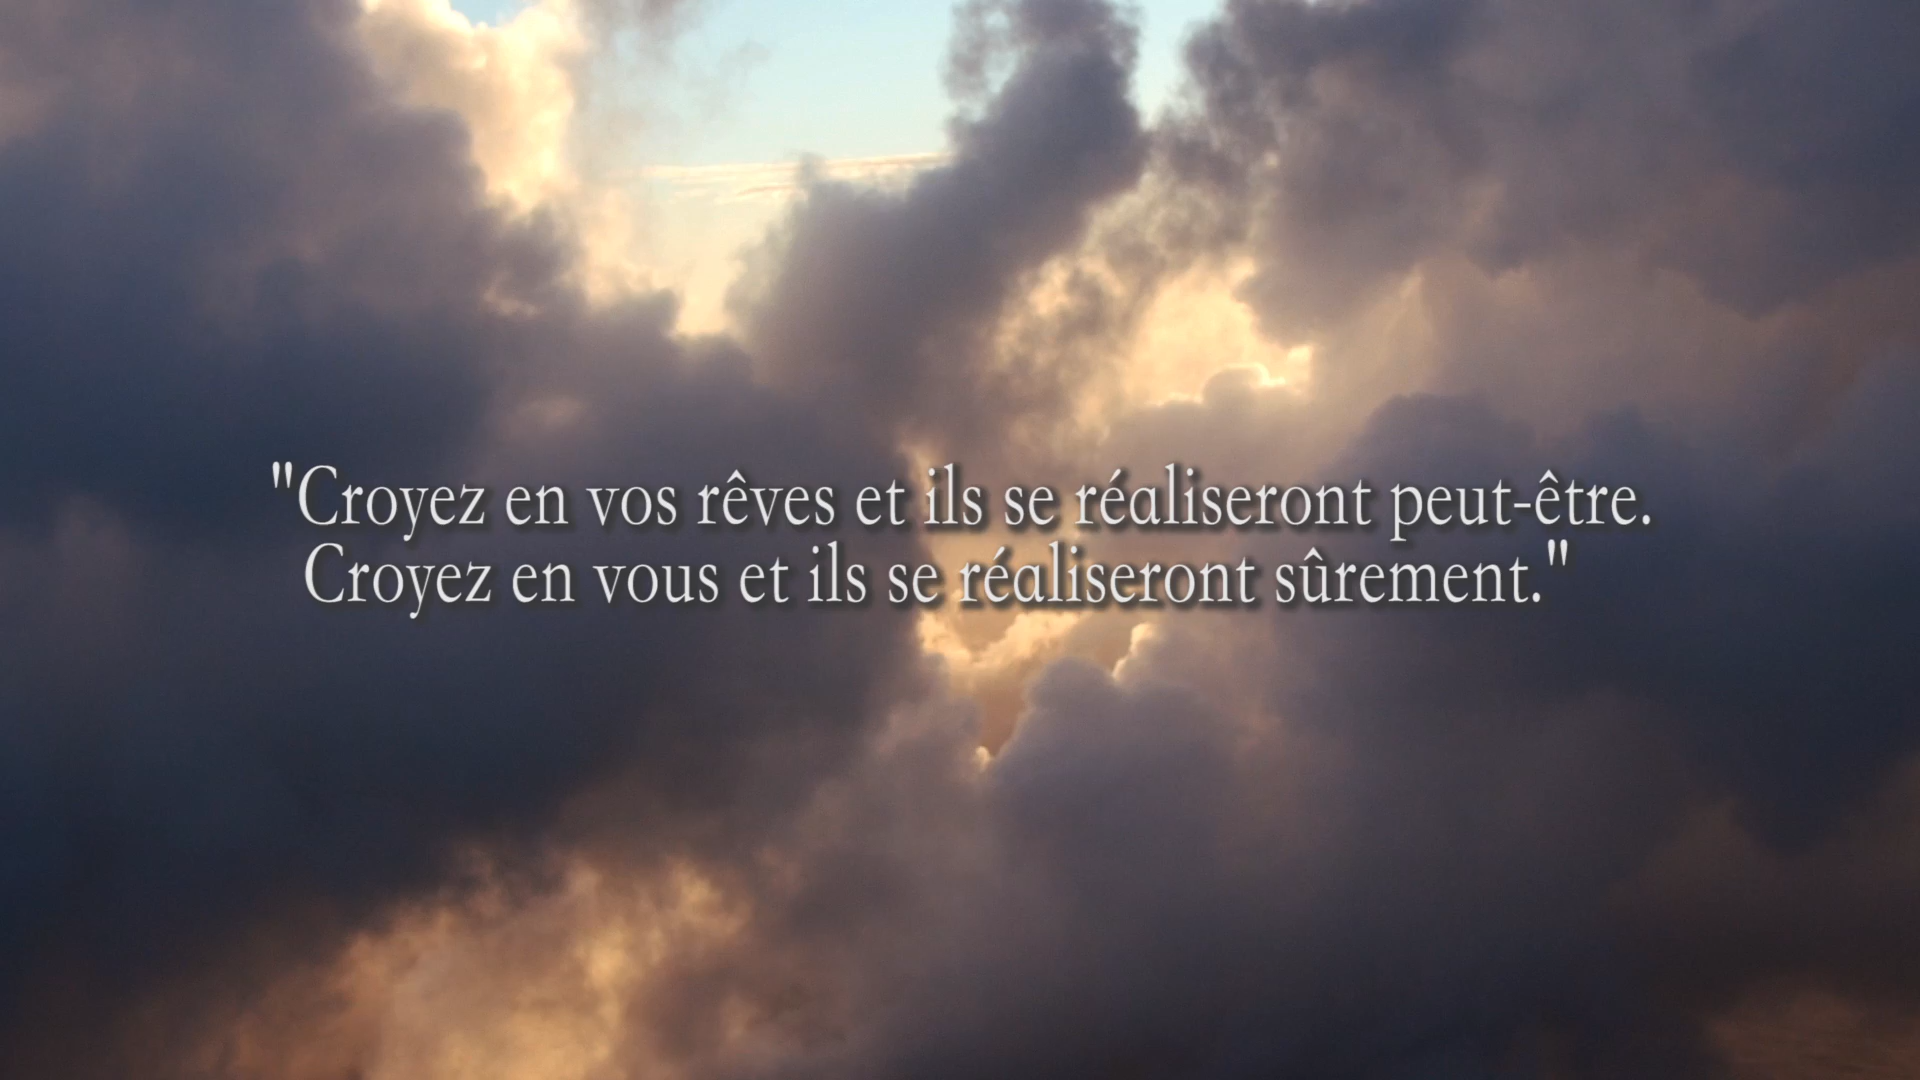 "Croyez en vos rêves et ils se réaliseront peut-être.
Croyez en vous et ils se réaliseront sûrement."